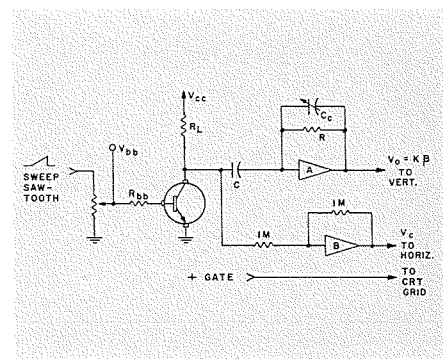 Vcc
RL
Vbb
SWEEP
SAW-
TOOTH
Rbb
C
Cc
R
A
Vo = Kβ
TO
VERT.
1M
1M
B
Vc
TO
HORIZ.
+ GATE
TO
CRT
GRID